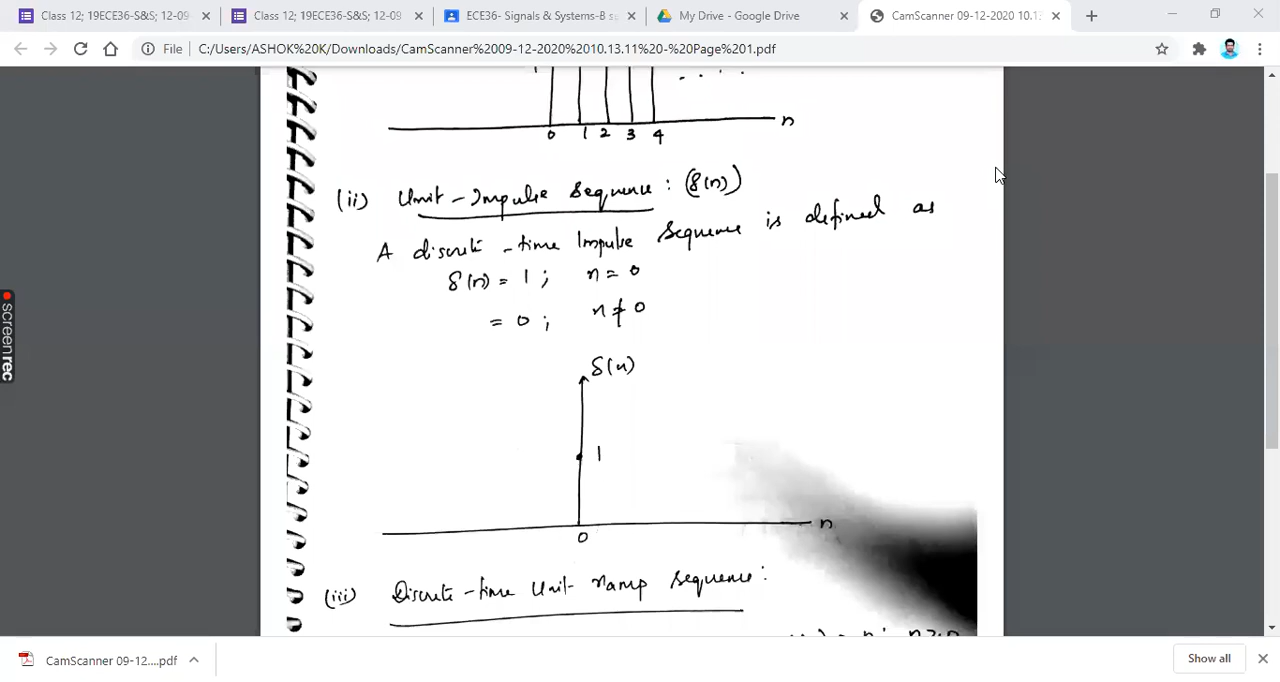 Class 12; 19ECE36-S&S; 12-09
Class 12; 19ECE36-S&S; 12-09
ECE36- Signals & Systems-B s
My Drive - Google Drive
CamScanner 09-12-2020 10.13
File
C:/Users/ASHOK%20K/Downloads/CamScanner%2009-12-2020%2010.13.11%20-%20Page%201.pdf
n
0 1 2 3 4
(ii) Unit-Impulse Sequence: (δ(n))
A discrete-time Impulse Sequence is defined as
δ(n) = 1; n = 0
= 0; n ≠ 0
δ(n)
1
n
0
(iii) Discrete-time Unit ramp Sequence:
screenrec
CamScanner 09-12....pdf
Show all